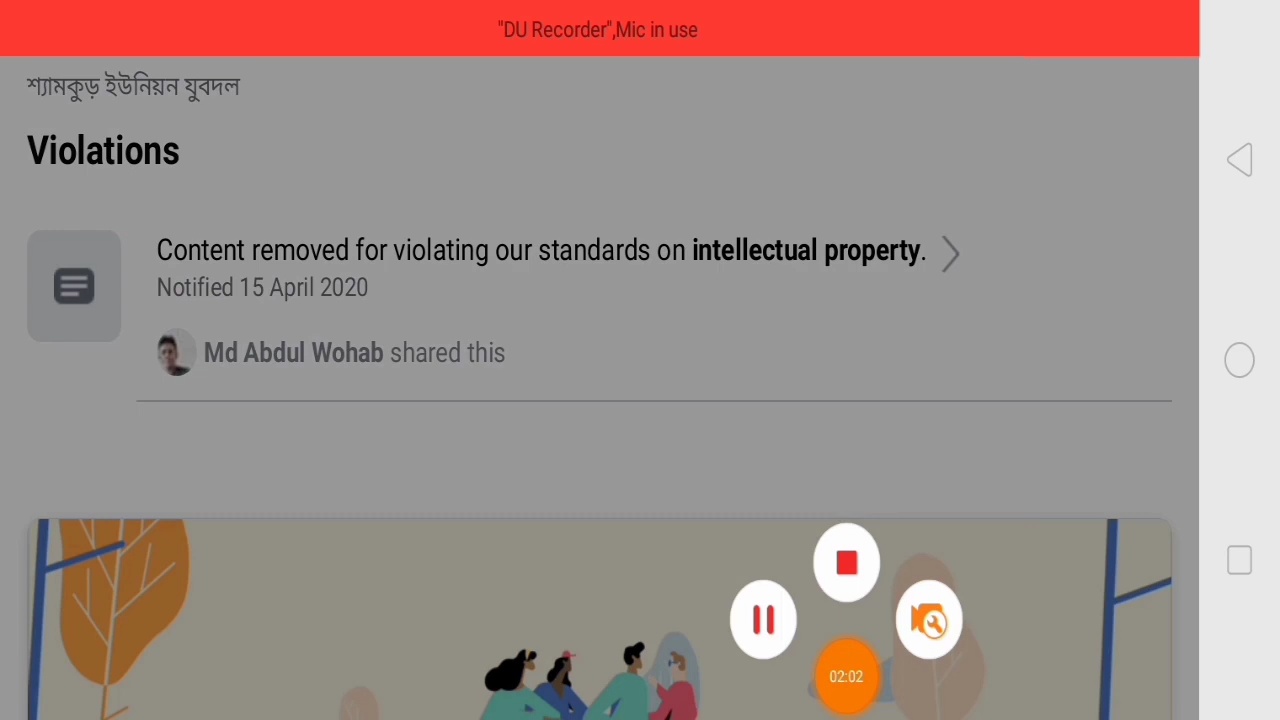 "DU Recorder",Mic in use
শ্যামকুড় ইউনিয়ন যুবদল
Violations
Content removed for violating our standards on intellectual property.
Notified 15 April 2020
Md Abdul Wohab shared this
02:02